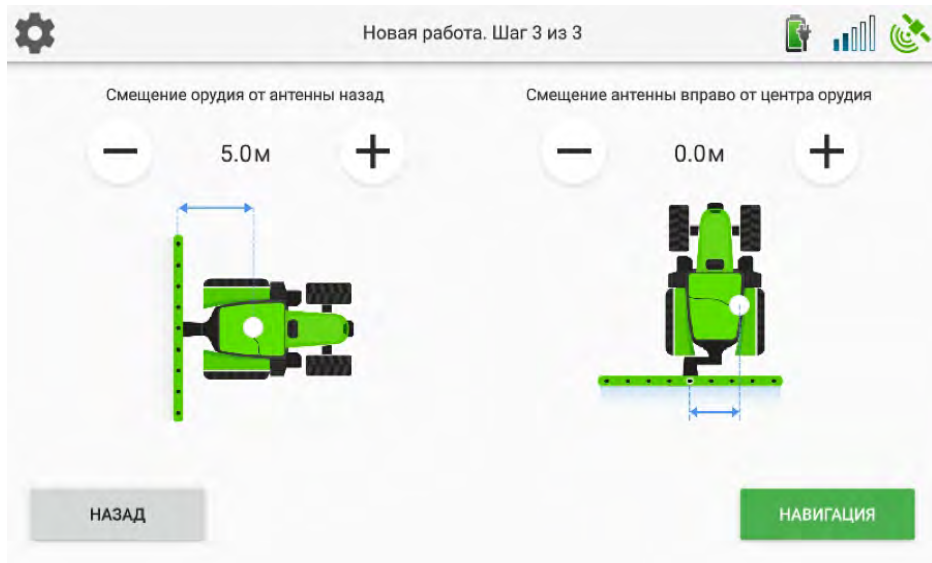 Новая работа. Шаг 3 из 3
Смещение орудия от антенны назад
Смещение антенны вправо от центра орудия
5.0м
0.0м
НАЗАД
НАВИГАЦИЯ